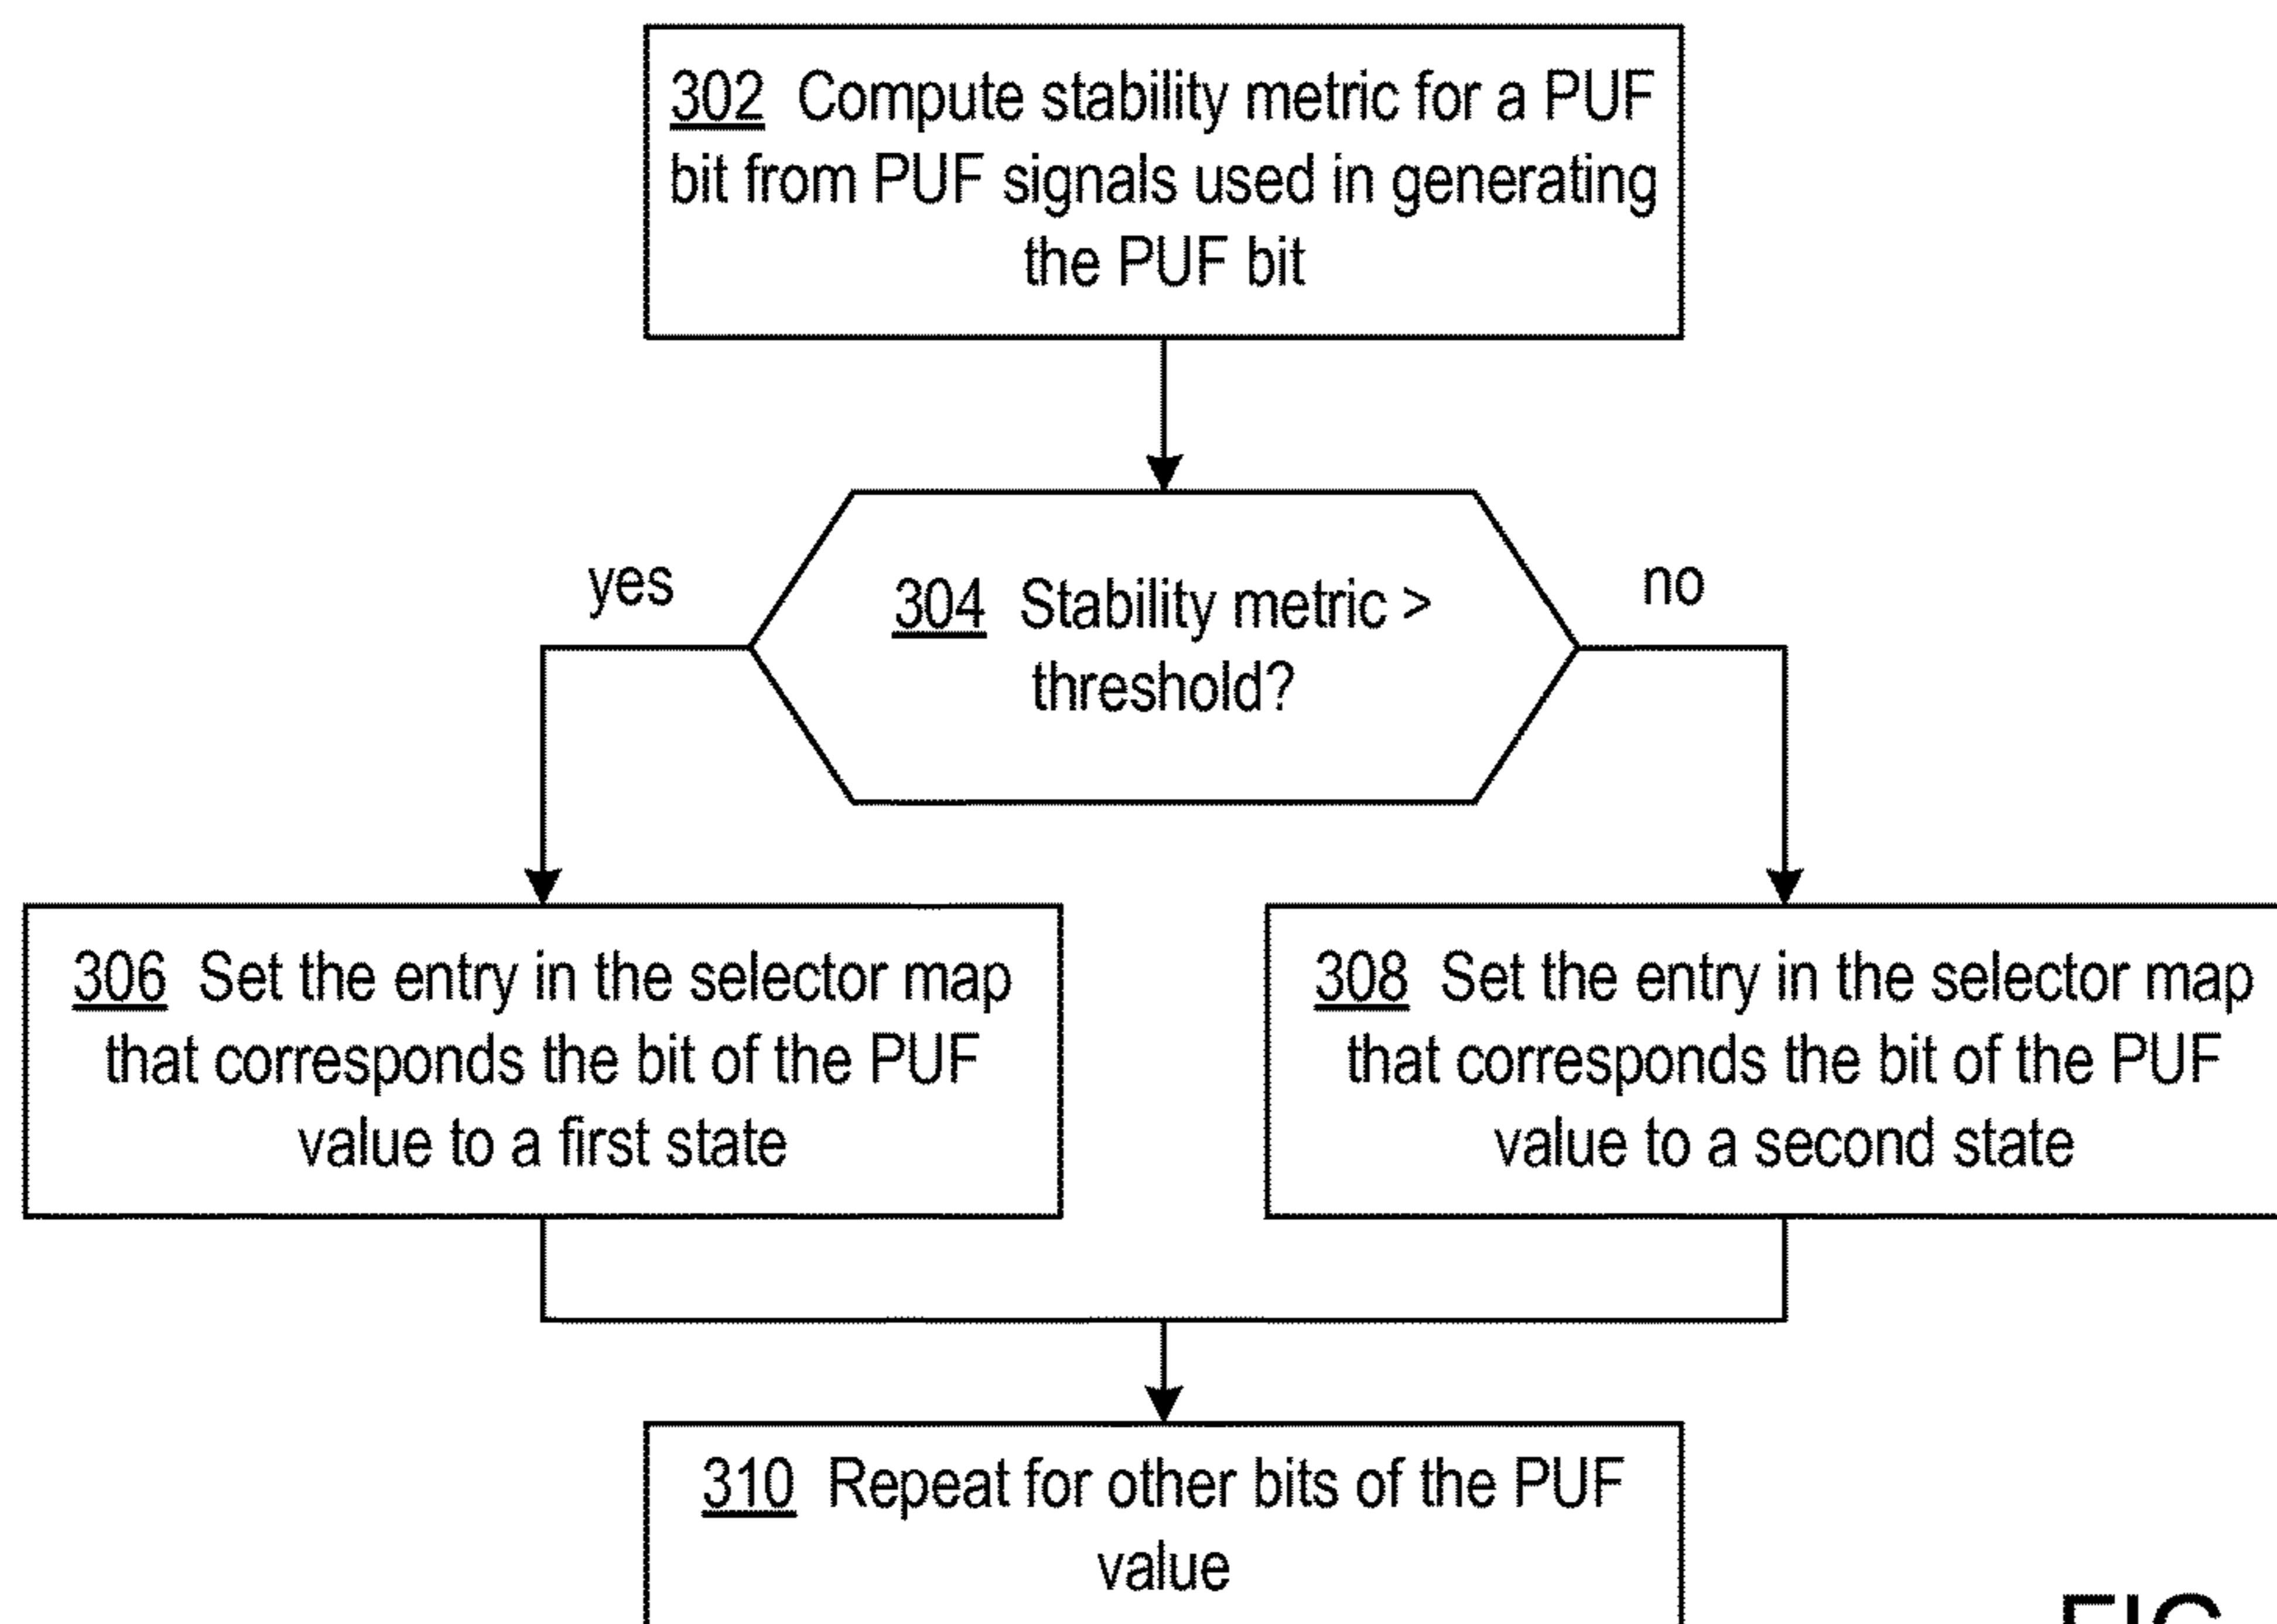 302 Compute stability metric for a PUF
bit from PUF signals used in generating
the PUF bit
yes
no
304 Stability metric >
threshold?
306 Set the entry in the selector map
that corresponds the bit of the PUF
value to a first state
308 Set the entry in the selector map
that corresponds the bit of the PUF
value to a second state
310 Repeat for other bits of the PUF
value
FIG